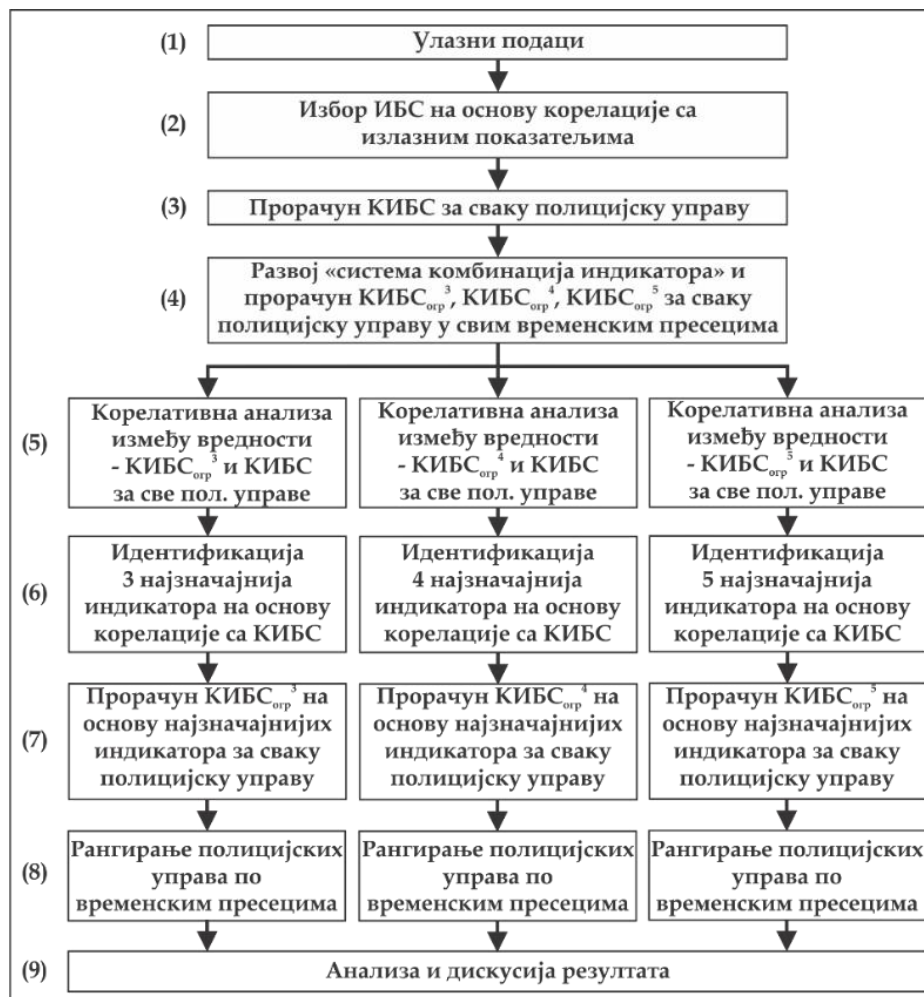 (1)
Улазни подаци
(2)
Избор ИБС на основу корелације са
излазним показатељима
(3)
Прорачун КИБС за сваку полицијску управу
(4)
Развој «система комбинација индикатора» и
прорачун КИБСогр³, КИБСогр⁴, КИБСогр⁵ за сваку
полицијску управу у свим временским пресецима
(5)
Корелативна анализа
између вредности
- КИБСогр³ и КИБС
за све пол. управе
Корелативна анализа
између вредности
- КИБСогр⁴ и КИБС
за све пол. управе
Корелативна анализа
између вредности
- КИБСогр⁵ и КИБС
за све пол. управе
(6)
Идентификација
3 најзначајнија
индикатора на основу
корелације са КИБС
Идентификација
4 најзначајнија
индикатора на основу
корелације са КИБС
Идентификација
5 најзначајнија
индикатора на основу
корелације са КИБС
(7)
Прорачун КИБСогр³ на
основу најзначајнијих
индикатора за сваку
полицијску управу
Прорачун КИБСогр⁴ на
основу најзначајнијих
индикатора за сваку
полицијску управу
Прорачун КИБСогр⁵ на
основу најзначајнијих
индикатора за сваку
полицијску управу
(8)
Рангирање полицијских
управа по
временским пресецима
Рангирање полицијских
управа по
временским пресецима
Рангирање полицијских
управа по
временским пресецима
(9)
Анализа и дискусија резултата